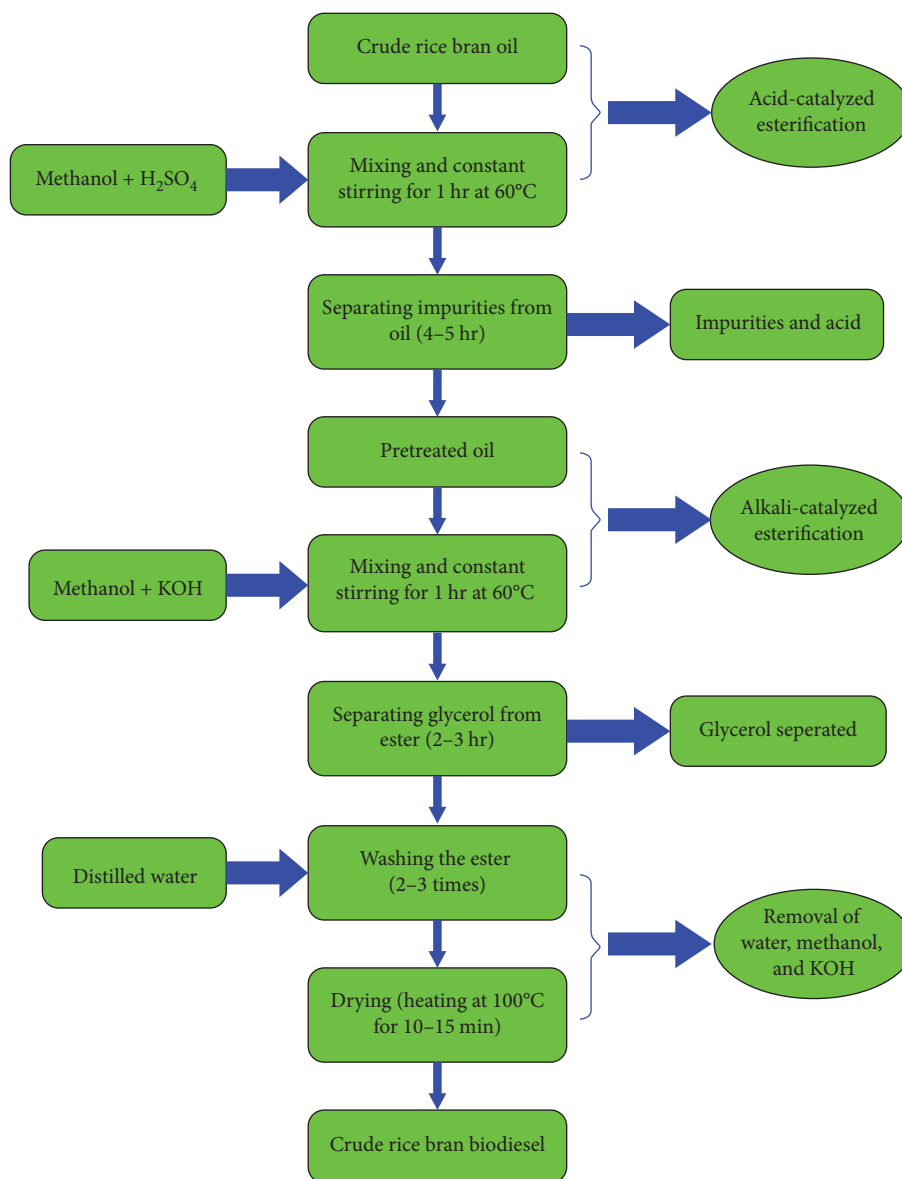 Crude rice bran oil
Acid-catalyzed
esterification
Methanol + H₂SO₄
Mixing and constant
stirring for 1 hr at 60°C
Separating impurities from
oil (4–5 hr)
Impurities and acid
Pretreated oil
Alkali-catalyzed
esterification
Methanol + KOH
Mixing and constant
stirring for 1 hr at 60°C
Separating glycerol from
ester (2–3 hr)
Glycerol seperated
Distilled water
Washing the ester
(2–3 times)
Removal of
water, methanol,
and KOH
Drying (heating at 100°C
for 10–15 min)
Crude rice bran biodiesel